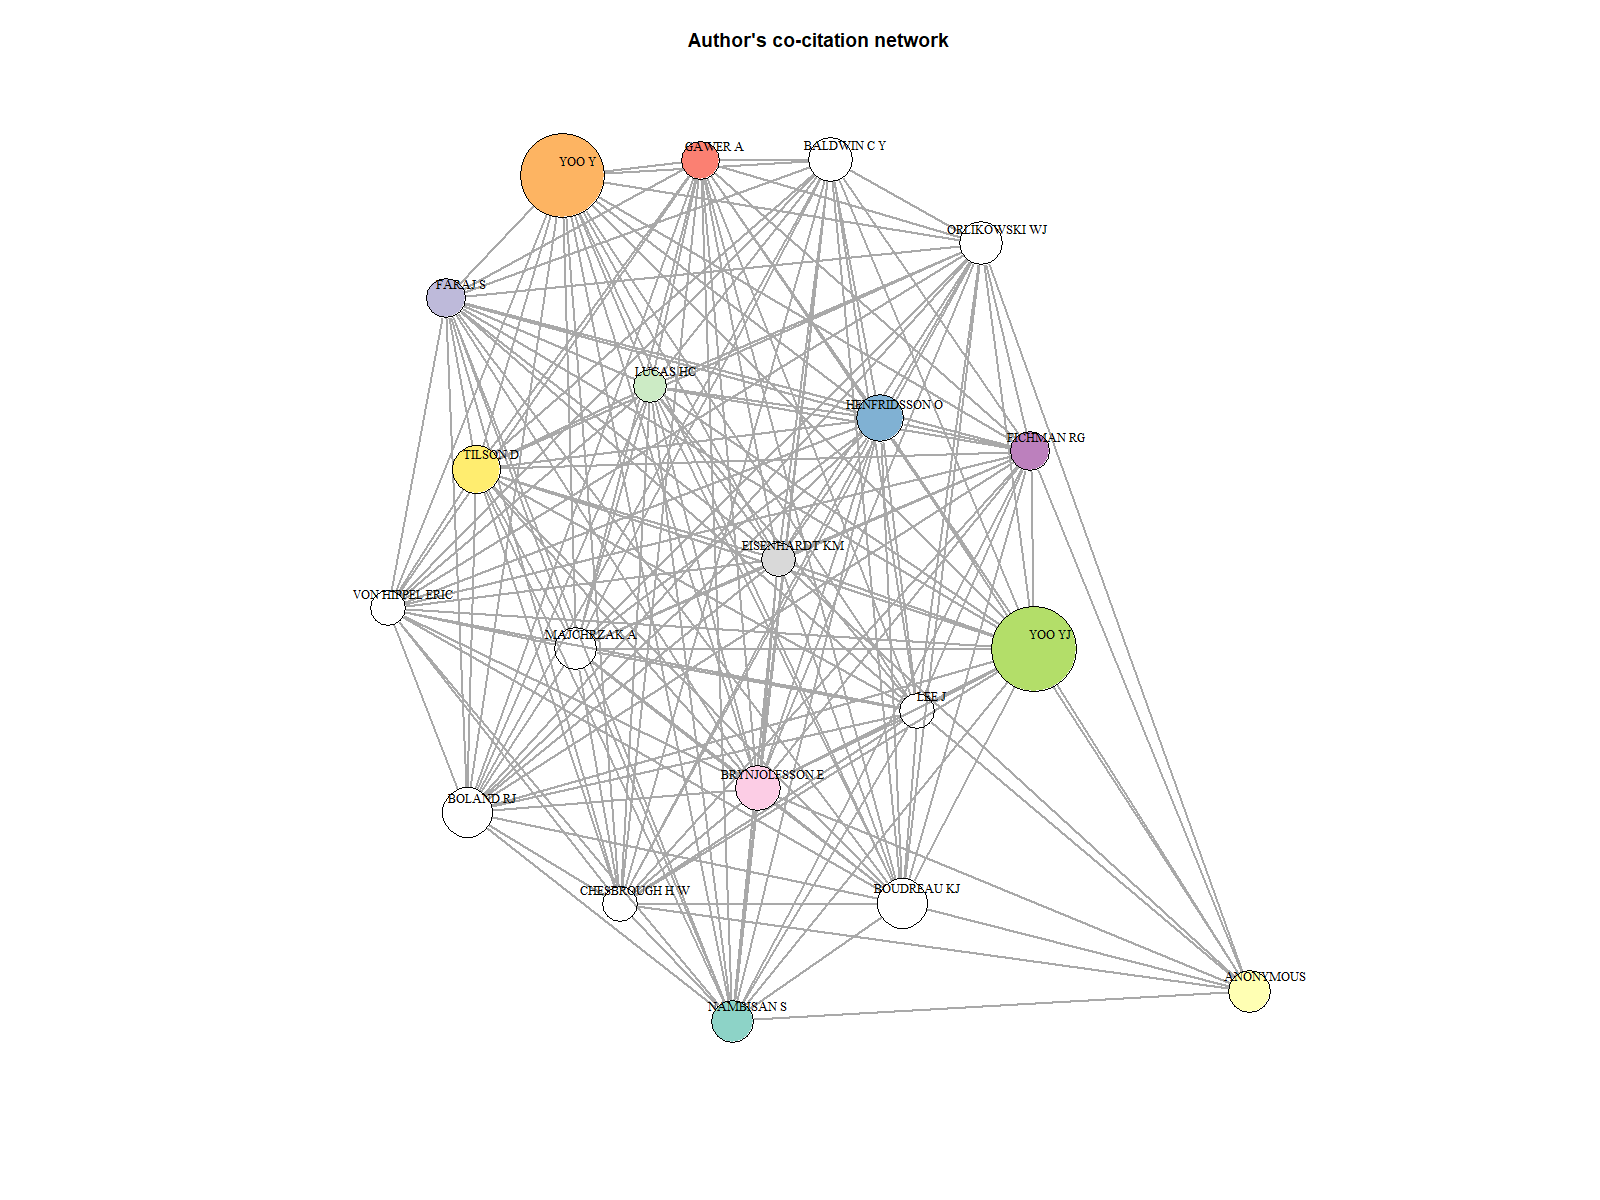 Author's co-citation network
GAWER A
BALDWIN C Y
YOO Y
ORLIKOWSKI WJ
FARAJ S
LUCAS HC
HENFRIDSSON O
FICHMAN RG
TILSON D
EISENHARDT KM
VON HIPPEL ERIC
MAJCHRZAK A
YOO YJ
LEE J
BRYNJOLFSSON E
BOLAND RJ
CHESBROUGH H W
BOUDREAU KJ
ANONYMOUS
NAMBISAN S